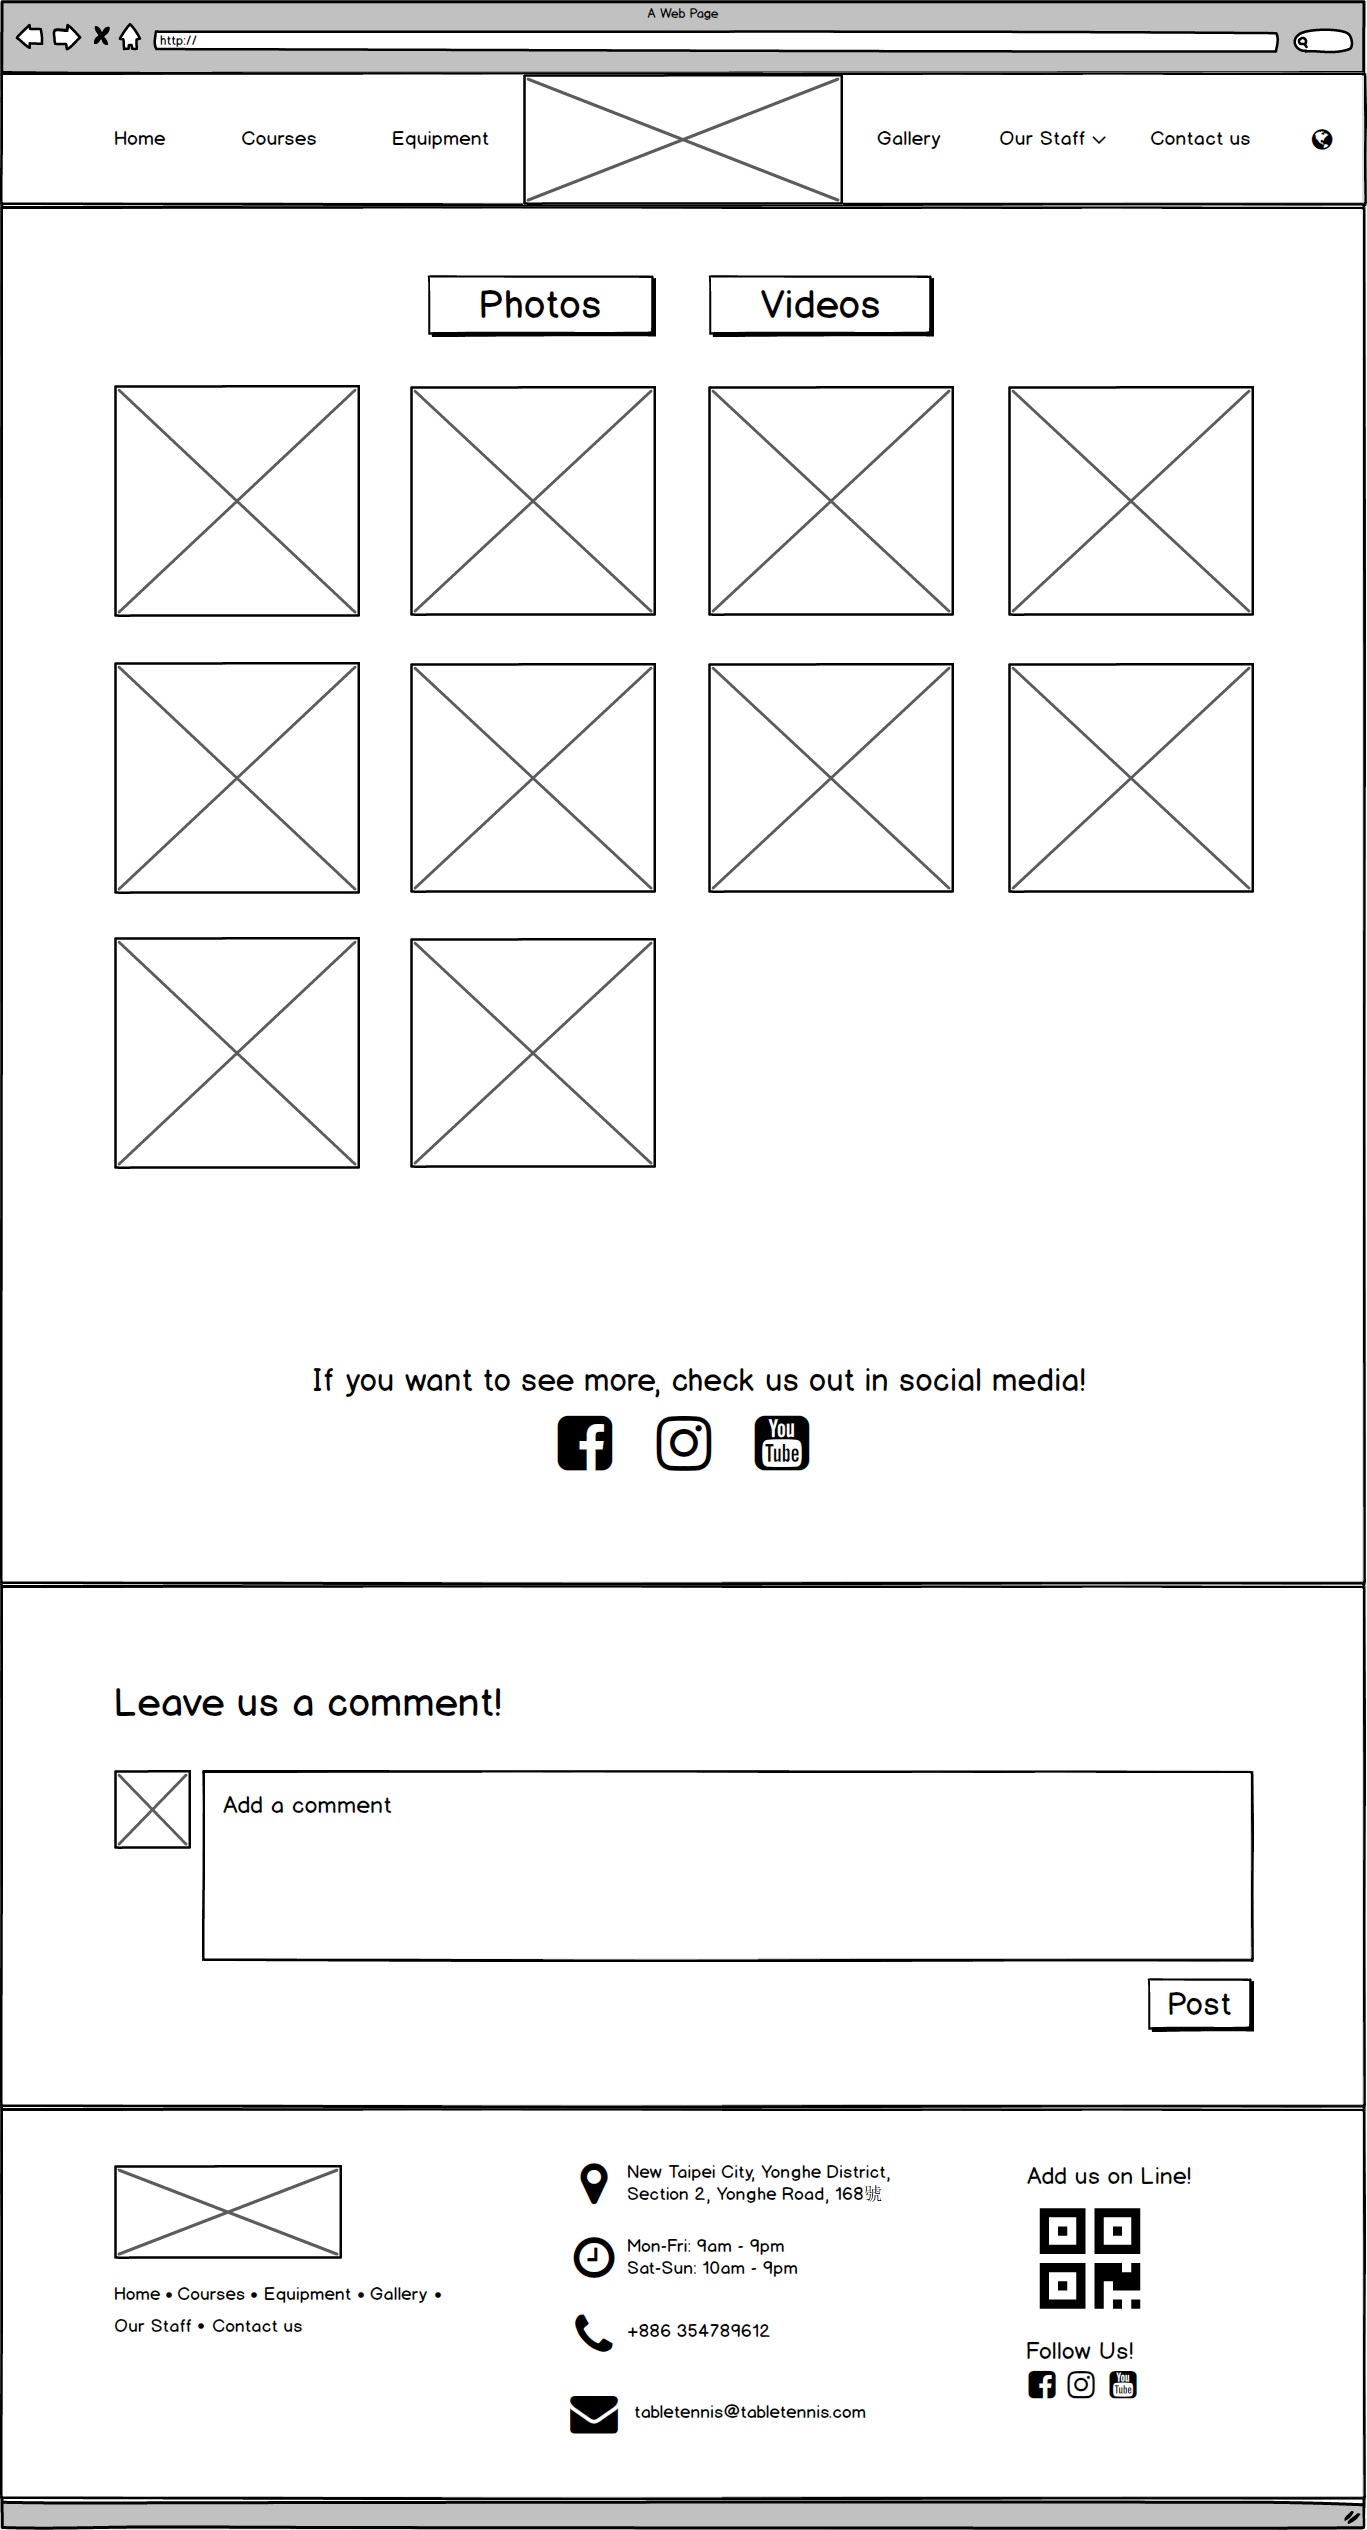 A Web Page
http://
Home Courses Equipment Gallery Our Staff Contact us
Photos Videos
If you want to see more, check us out in social media!
You
Tube
Leave us a comment!
Add a comment
Post
New Taipei City, Yonghe District,
Section 2, Yonghe Road, 168號
Mon-Fri: 9am - 9pm
Sat-Sun: 10am - 9pm
+886 354789612
tabletennis@tabletennis.com
Home • Courses • Equipment • Gallery •
Our Staff • Contact us
Add us on Line!
Follow Us!
You
Tube